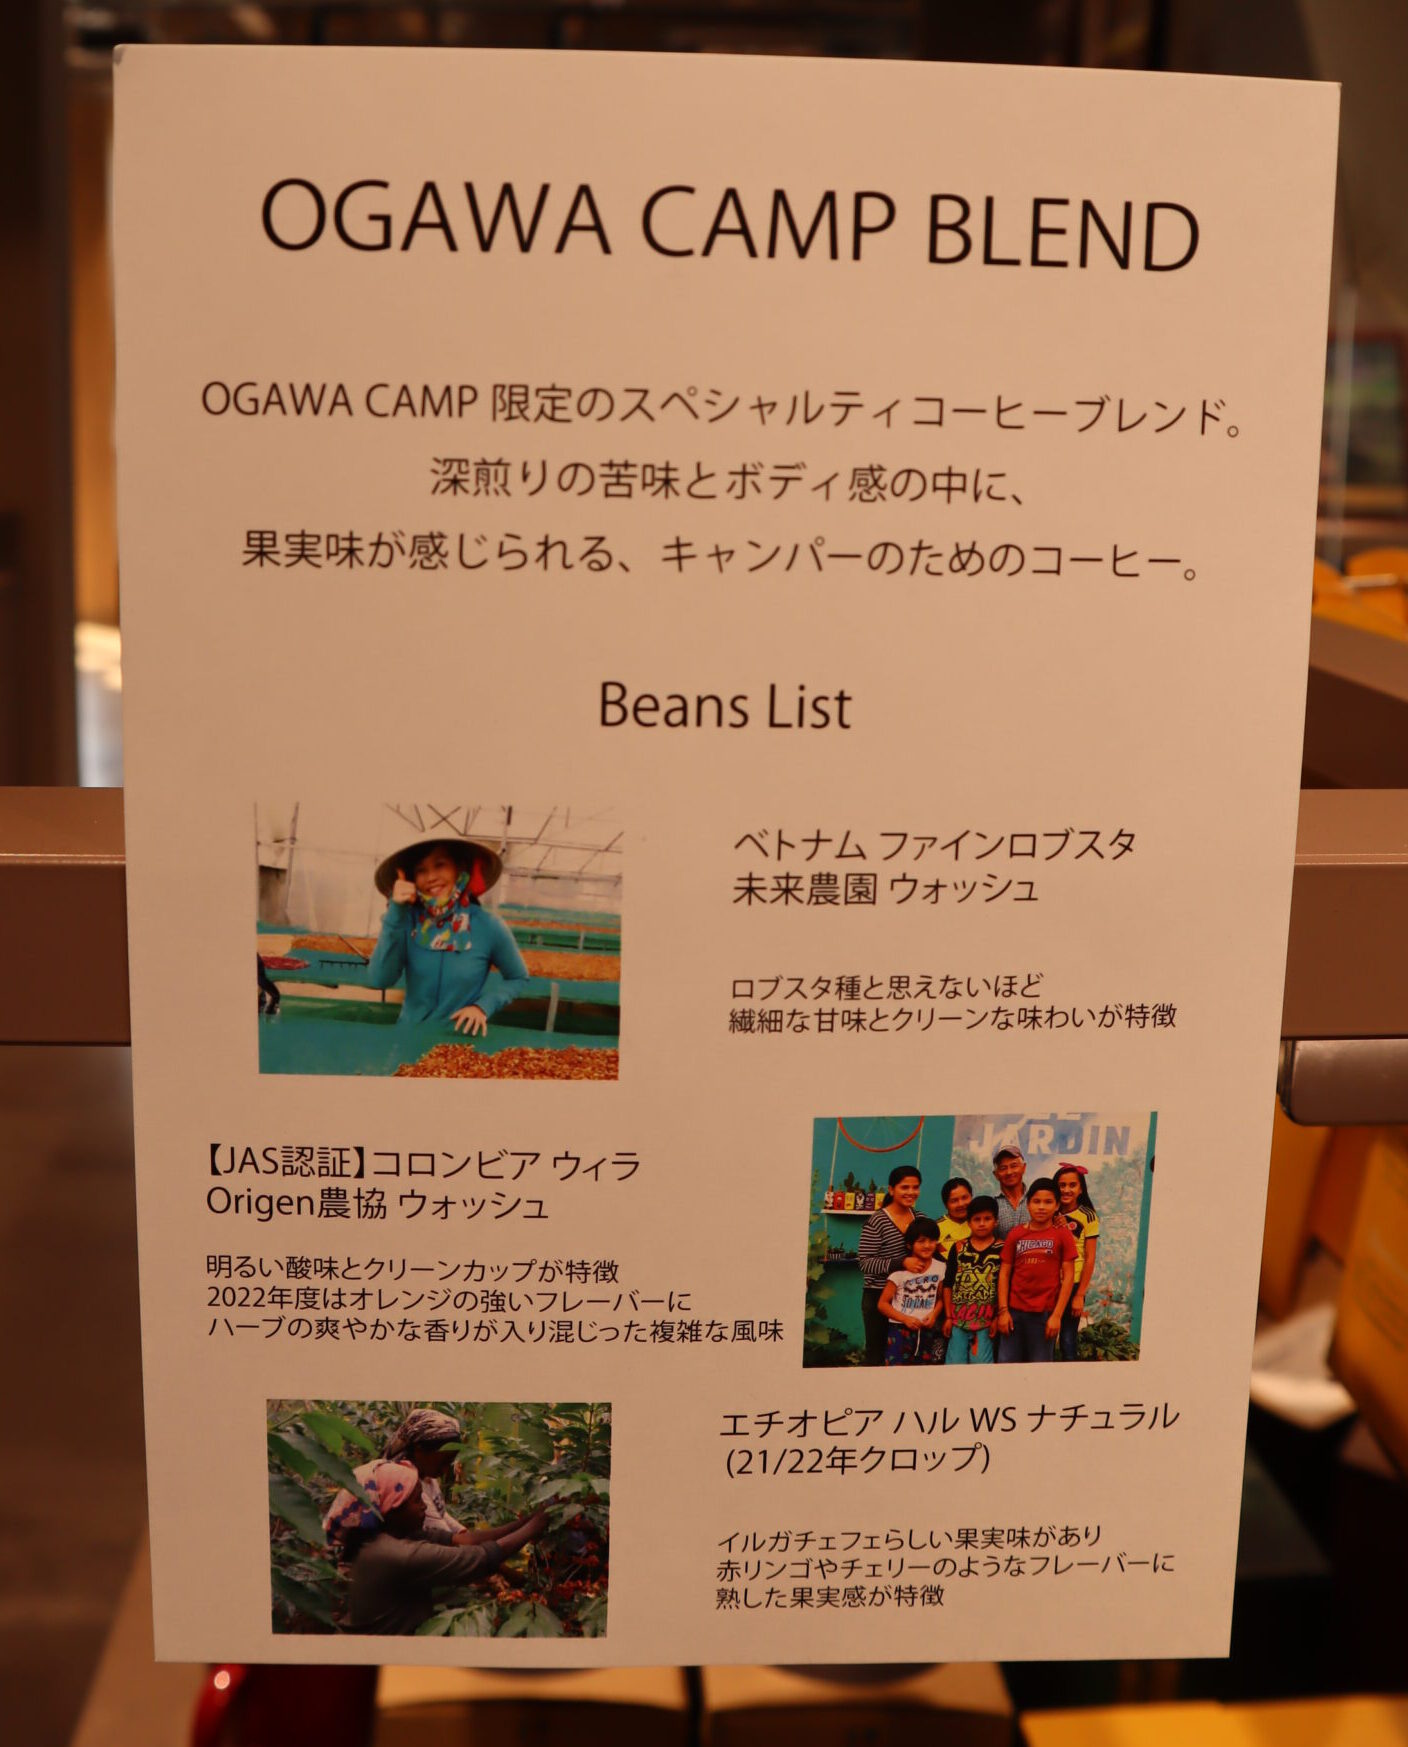 OGAWA CAMP BLEND
OGAWA CAMP 限定のスペシャルティコーヒーブレンド。
深煎りの苦味とボディ感の中に、
果実味が感じられる、キャンパーのためのコーヒー。
Beans List
ベトナム ファインロブスタ
未来農園 ウォッシュ
ロブスタ種と思えないほど
繊細な甘味とクリーンな味わいが特徴
【JAS認証】コロンビア ウィラ
Origen農協 ウォッシュ
明るい酸味とクリーンカップが特徴
2022年度はオレンジの強いフレーバーに
ハーブの爽やかな香りが入り混じった複雑な風味
JARDIN
CHICAGO
エチオピア ハル WS ナチュラル
(21/22年クロップ)
イルガチェフェらしい果実味があり
赤リンゴやチェリーのようなフレーバーに
熟した果実感が特徴